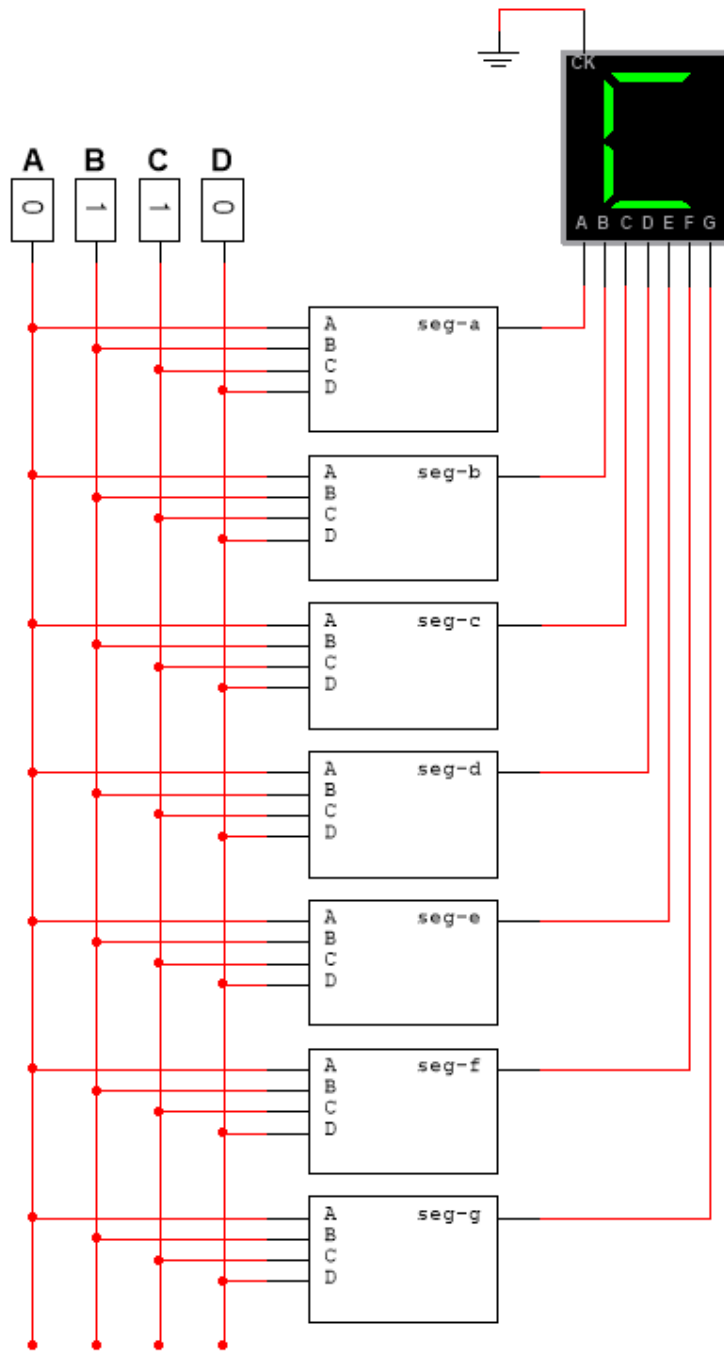 CK
A B C D E F G
A B C D
0 1 1 0
A seg-a
B
C
D
A seg-b
B
C
D
A seg-c
B
C
D
A seg-d
B
C
D
A seg-e
B
C
D
A seg-f
B
C
D
A seg-g
B
C
D